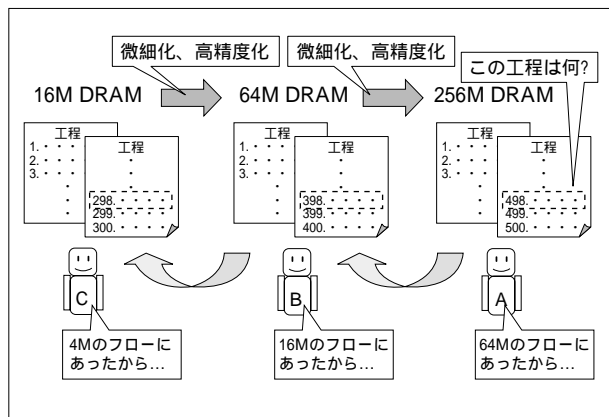 微細化、高精度化
微細化、高精度化
この工程は何?
16M DRAM
64M DRAM
256M DRAM
工程
1.・・・・
2.・・・・
3.・・・・
・
・
工程
・
・
298.・・・・
299.・・・・
300.・・・・
工程
1.・・・・
2.・・・・
3.・・・・
・
・
工程
・
・
398.・・・・
399.・・・・
400.・・・・
工程
1.・・・・
2.・・・・
3.・・・・
・
・
工程
・
・
498.・・・・
499.・・・・
500.・・・・
C
B
A
4Mのフローに
あったから…
16Mのフローに
あったから…
64Mのフローに
あったから…